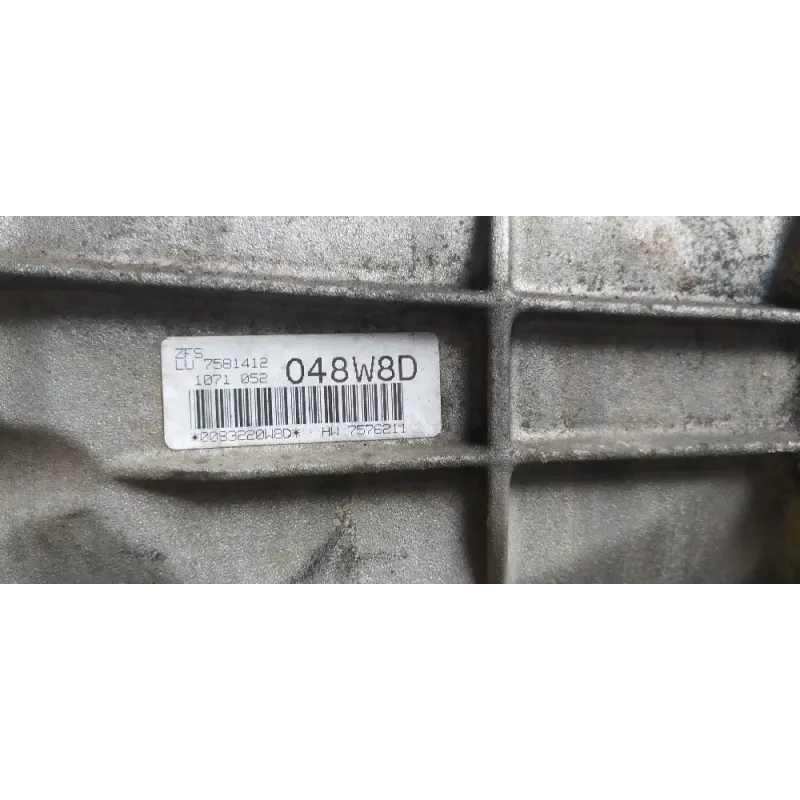 ZFS
LU 7581412
1071 052 048W8D
*0083220W8D* HW 7576211